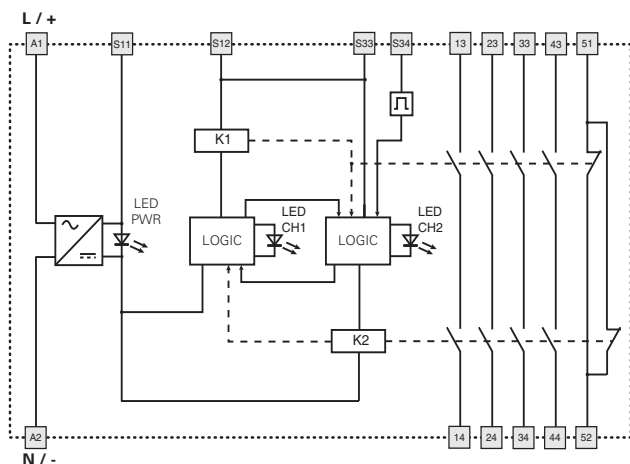 L / +
A1 S11 S12 S33 S34 13 23 33 43 51
K1
LED
PWR
LOGIC
LED
CH1
LOGIC
LED
CH2
K2
A2 14 24 34 44 52
N / -